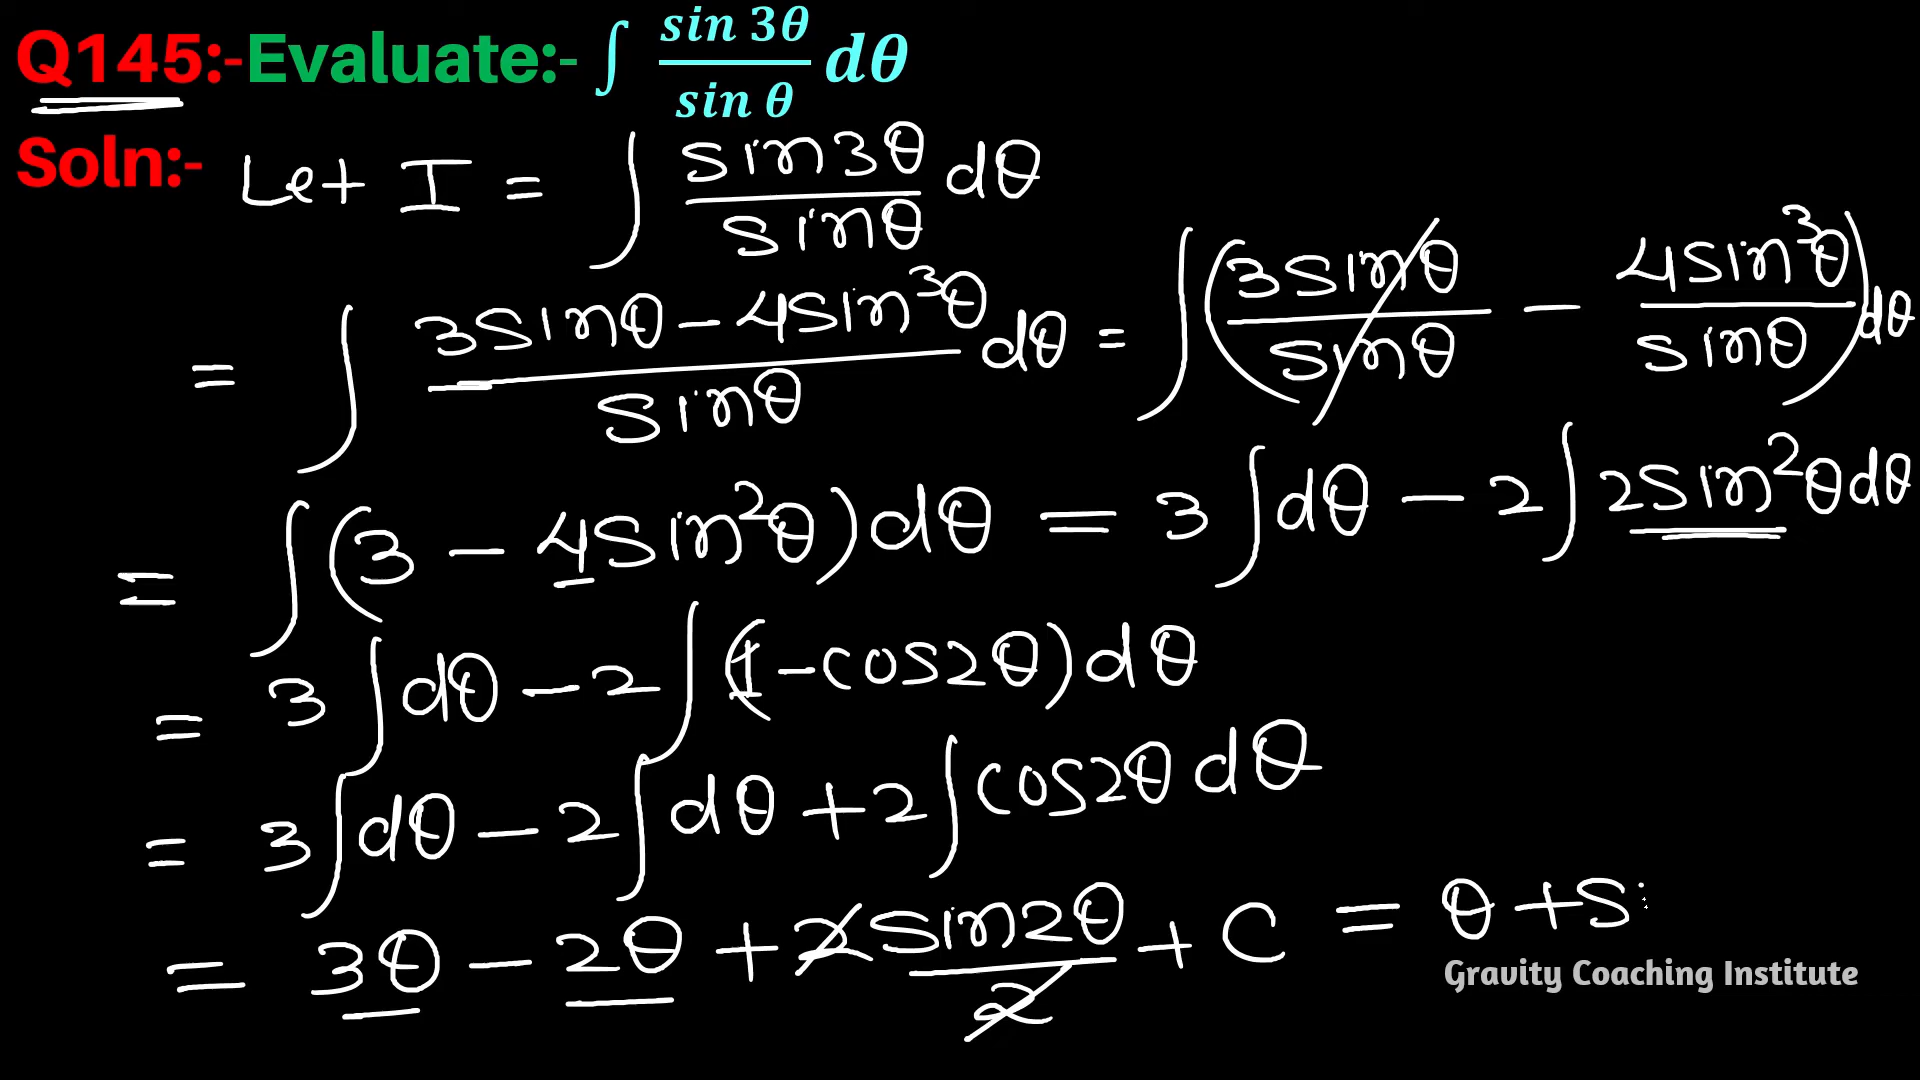 Q145:-Evaluate:- ∫ sin 3θ / sin θ dθ
Soln:- Let I = ∫ sin3θ / sinθ dθ
= ∫ 3sinθ - 4sin³θ / sinθ dθ = ∫ (3sinθ / sinθ - 4sin³θ / sinθ) dθ
= ∫ (3 - 4sin²θ) dθ = 3 ∫ dθ - 2 ∫ 2sin²θ dθ
= 3 ∫ dθ - 2 ∫ (1 - cos2θ) dθ
= 3 ∫ dθ - 2 ∫ dθ + 2 ∫ cos2θ dθ
= 3θ - 2θ + 2 sin2θ / 2 + C = θ + S
Gravity Coaching Institute